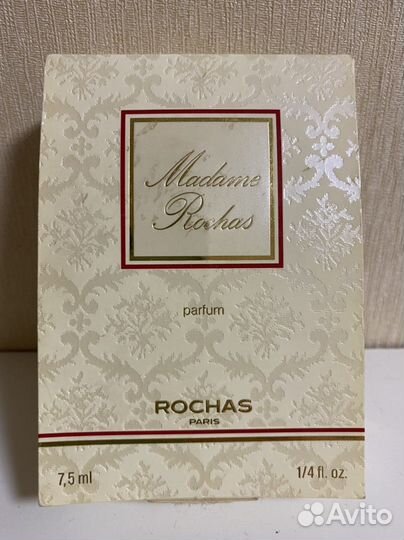 Madame
Rochas
parfum
ROCHAS
PARIS
7,5 ml 1/4 fl. oz.
Avito